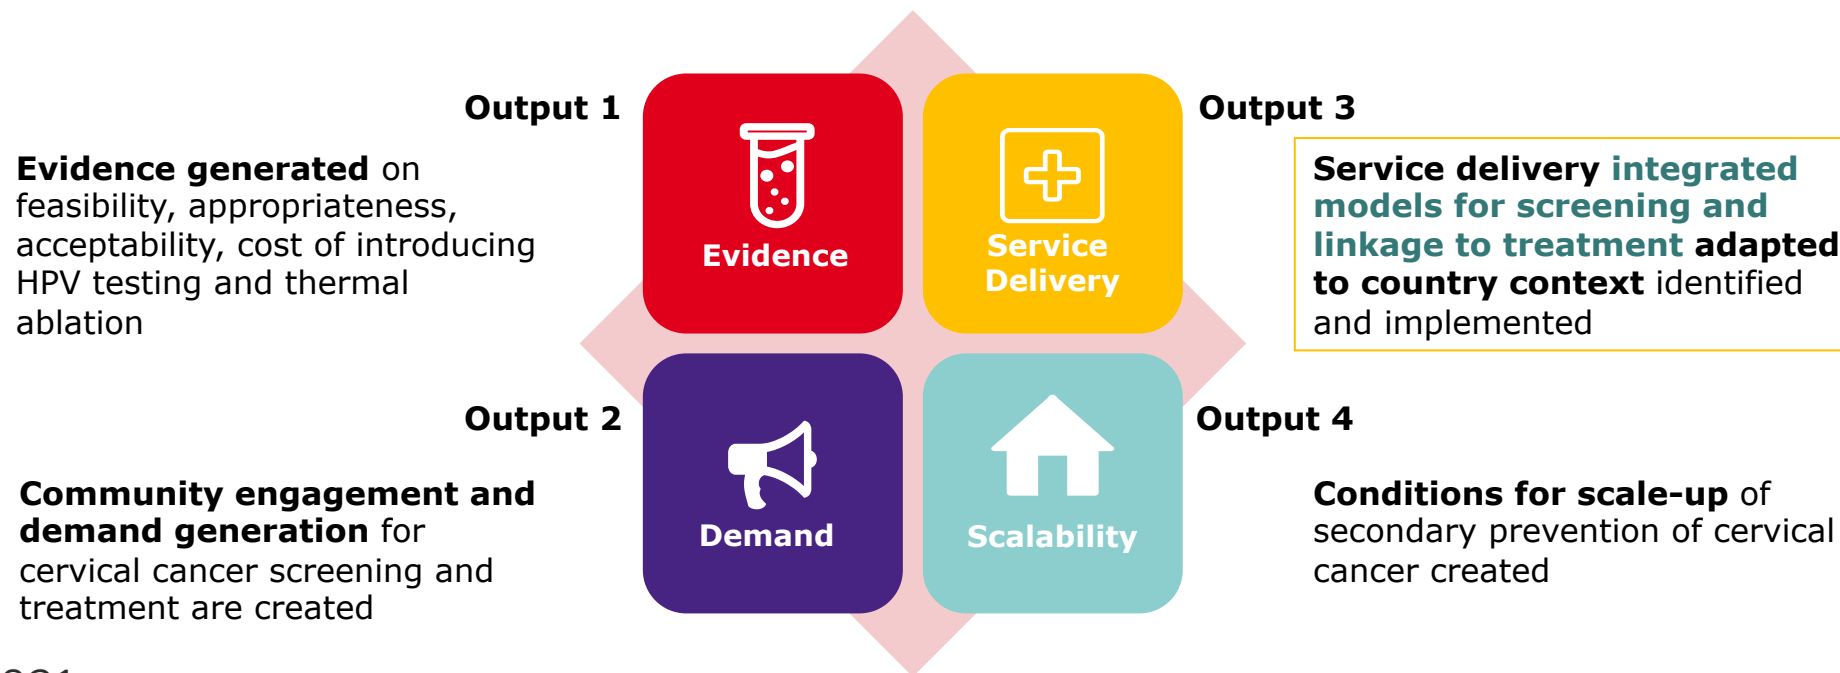 Output 1
Evidence generated on
feasibility, appropriateness,
acceptability, cost of introducing
HPV testing and thermal
ablation
Evidence
Output 2
Community engagement and
demand generation for
cervical cancer screening and
treatment are created
Demand
Service
Delivery
Output 3
Service delivery integrated
models for screening and
linkage to treatment adapted
to country context identified
and implemented
Scalability
Output 4
Conditions for scale-up of
secondary prevention of cervical
cancer created